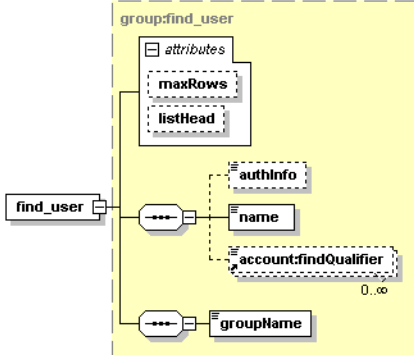 group:find_user
attributes
maxRows
listHead
authInfo
find_user
name
account:findQualifier
0..∞
groupName